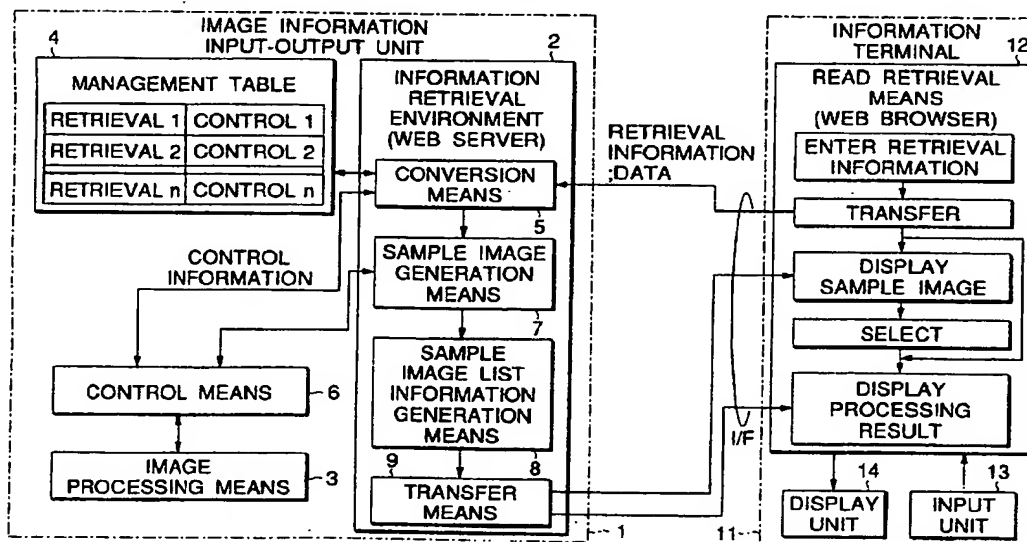 IMAGE INFORMATION
INPUT-OUTPUT UNIT
4
MANAGEMENT TABLE
RETRIEVAL 1 CONTROL 1
RETRIEVAL 2 CONTROL 2
RETRIEVAL n CONTROL n
2
INFORMATION
RETRIEVAL
ENVIRONMENT
(WEB SERVER)
CONVERSION
MEANS
5
SAMPLE IMAGE
GENERATION
MEANS
7
SAMPLE
IMAGE LIST
INFORMATION
GENERATION
MEANS
8
9
TRANSFER
MEANS
1
CONTROL
INFORMATION
CONTROL MEANS
6
IMAGE
PROCESSING MEANS
3
RETRIEVAL
INFORMATION
;DATA
I/F
INFORMATION
TERMINAL
12
READ RETRIEVAL
MEANS
(WEB BROWSER)
ENTER RETRIEVAL
INFORMATION
TRANSFER
DISPLAY
SAMPLE IMAGE
SELECT
DISPLAY
PROCESSING
RESULT
11
14
DISPLAY
UNIT
13
INPUT
UNIT